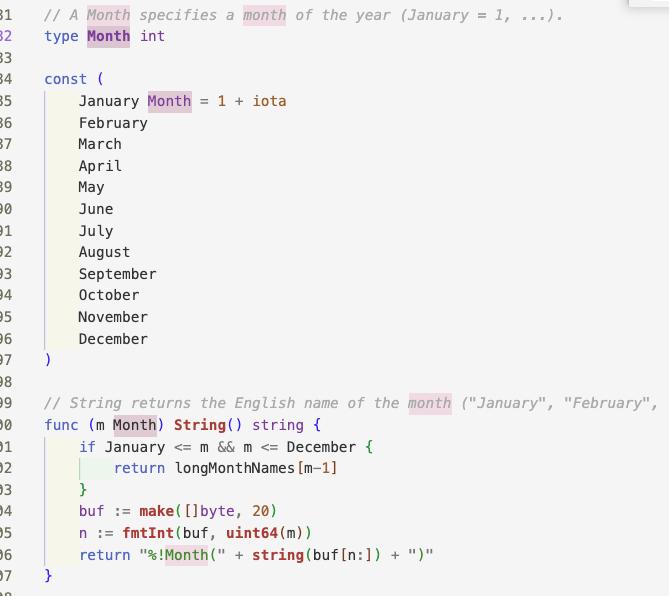 31 // A Month specifies a month of the year (January = 1, ...).
32 type Month int
33
34 const (
35     January Month = 1 + iota
36     February
37     March
38     April
39     May
90     June
91     July
92     August
93     September
94     October
95     November
96     December
97 )
98
99 // String returns the English name of the month ("January", "February",
00 func (m Month) String() string {
01     if January <= m && m <= December {
02         return longMonthNames[m-1]
03     }
04     buf := make([]byte, 20)
05     n := fmtInt(buf, uint64(m))
06     return "%!Month(" + string(buf[n:]) + ")"
07 }